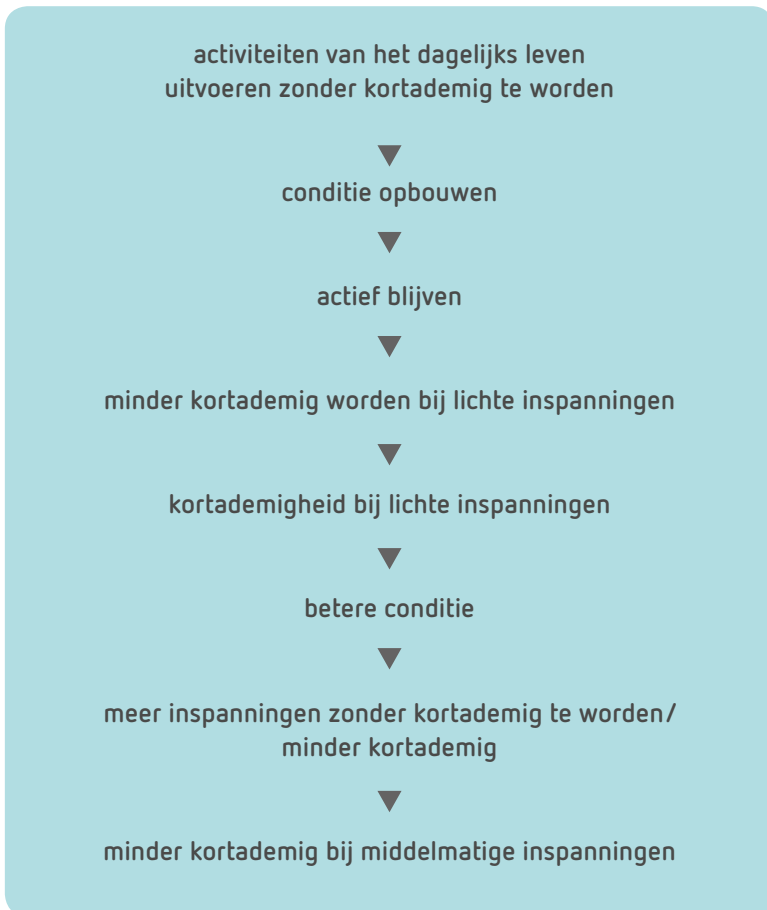 activiteiten van het dagelijks leven
uitvoeren zonder kortademig te worden
conditie opbouwen
actief blijven
minder kortademig worden bij lichte inspanningen
kortademigheid bij lichte inspanningen
betere conditie
meer inspanningen zonder kortademig te worden/
minder kortademig
minder kortademig bij middelmatige inspanningen